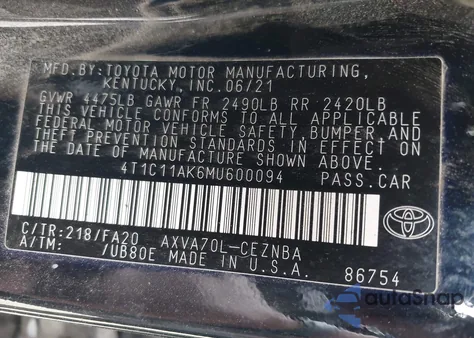 MFD.BY:TOYOTA MOTOR MANUFACTURING,
KENTUCKY,INC.06/21
GVWR 4475LB GAWR FR 2490LB RR 2420LB
THIS VEHICLE CONFORMS TO ALL APPLICABLE
FEDERAL MOTOR VEHICLE SAFETY,BUMPER,AND
THEFT PREVENTION STANDARDS IN EFFECT ON
THE DATE OF MANUFACTURE SHOWN ABOVE.
4T1C11AK6MU600094 PASS.CAR
C/TR:218/FA20 AXVA70L-CEZNBA
A/TM: /UB80E MADE IN U.S.A. 86754
TOYOTA
autoSnap